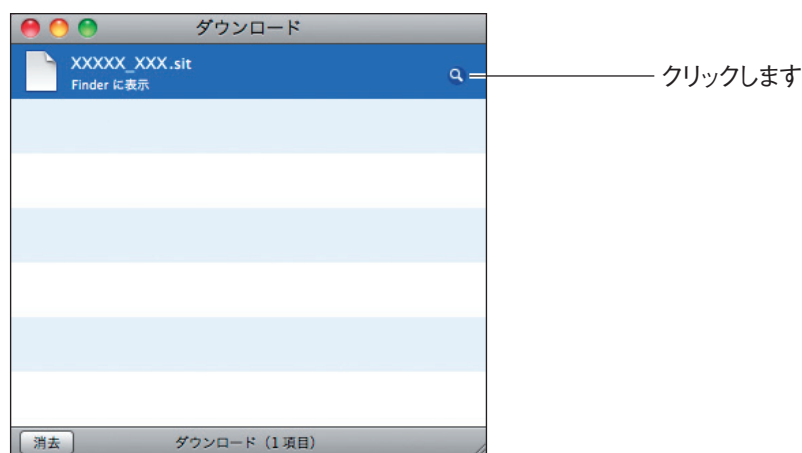 ダウンロード
XXXXX_XXX.sit
Finder に表示
クリックします
消去
ダウンロード（1 項目）